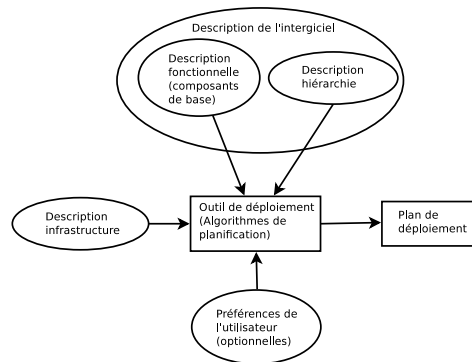 Description de l'intergiciel
Description
fonctionnelle
(composants
de base)
Description
hiérarchie
Outil de déploiement
(Algorithmes de
planification)
Description
infrastructure
Plan de
déploiement
Préférences de
l'utilisateur
(optionnelles)